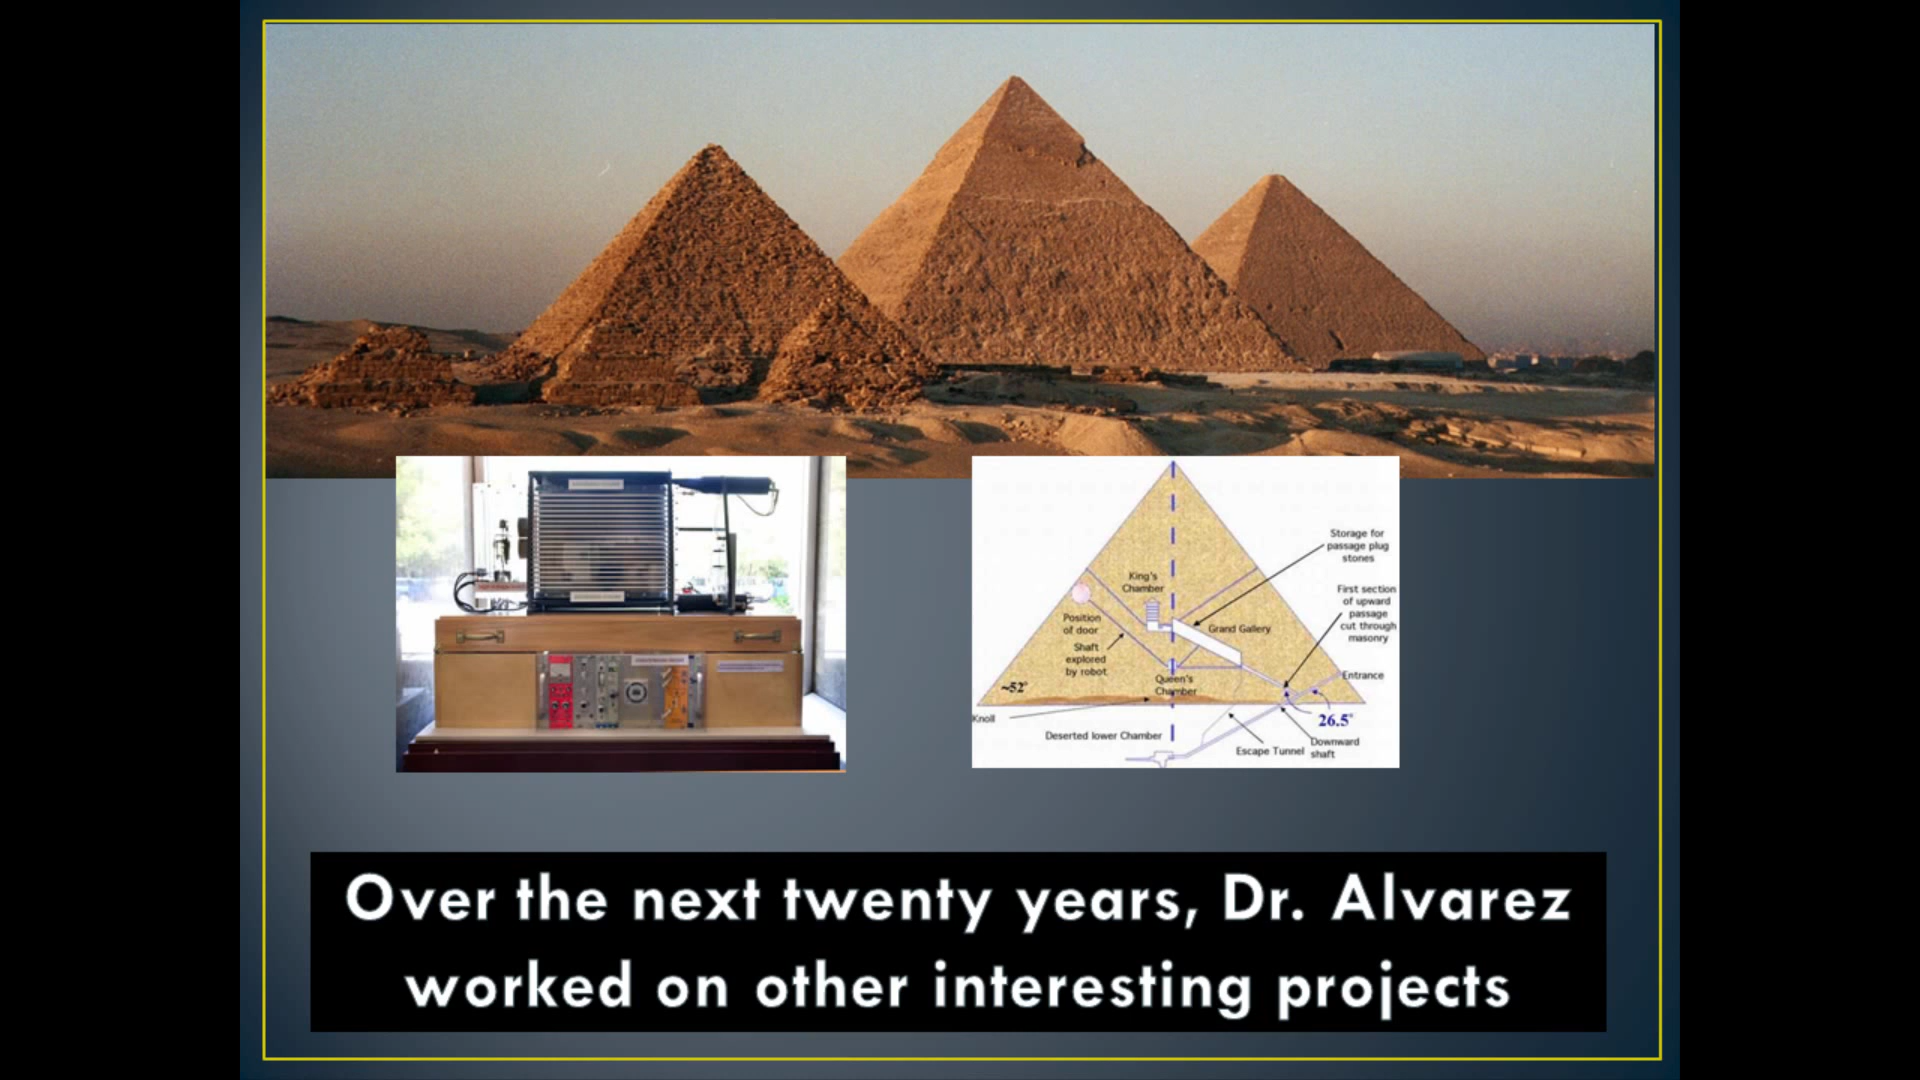 Storage for
passage plug
stones
King's
Chamber
First section
of upward
passage
cut through
masonry
Position
of door
Grand Gallery
Shaft
explored
by robot
Entrance
~52°
Queen's
Chamber
Knoll
26.5°
Deserted lower Chamber
Escape Tunnel
Downward
shaft
Over the next twenty years, Dr. Alvarez
worked on other interesting projects